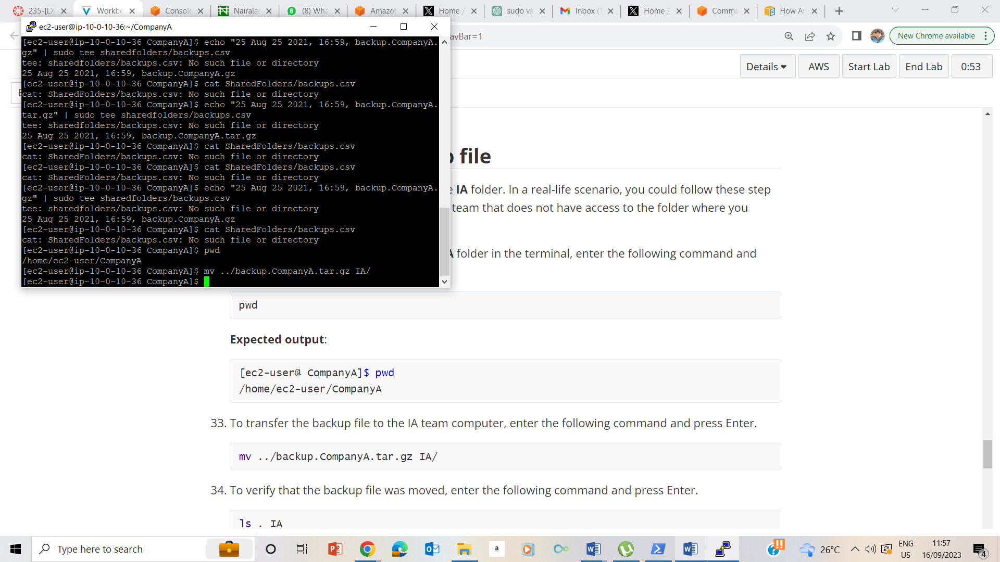 235-[LX
Workbe
Console
Nairalar
(8) Wha
Amazor
Home /
sudo vs
Inbox (1
Home /
Comma
How Ar
ec2-user@ip-10-0-10-36:~/CompanyA
avBar=1
New Chrome available
Details
AWS
Start Lab
End Lab
0:53
[ec2-user@ip-10-0-10-36 CompanyA]$ echo "25 Aug 25 2021, 16:59, backup.CompanyA.
gz" | sudo tee sharedfolders/backups.csv
tee: sharedfolders/backups.csv: No such file or directory
25 Aug 25 2021, 16:59, backup.CompanyA.gz
[ec2-user@ip-10-0-10-36 CompanyA]$ cat SharedFolders/backups.csv
cat: SharedFolders/backups.csv: No such file or directory
[ec2-user@ip-10-0-10-36 CompanyA]$ echo "25 Aug 25 2021, 16:59, backup.CompanyA.
tar.gz" | sudo tee sharedfolders/backups.csv
tee: sharedfolders/backups.csv: No such file or directory
25 Aug 25 2021, 16:59, backup.CompanyA.tar.gz
[ec2-user@ip-10-0-10-36 CompanyA]$ cat SharedFolders/backups.csv
cat: SharedFolders/backups.csv: No such file or directory
[ec2-user@ip-10-0-10-36 CompanyA]$ cat SharedFolders/backups.csv
cat: SharedFolders/backups.csv: No such file or directory
[ec2-user@ip-10-0-10-36 CompanyA]$ echo "25 Aug 25 2021, 16:59, backup.CompanyA.
gz" | sudo tee sharedfolders/backups.csv
tee: sharedfolders/backups.csv: No such file or directory
25 Aug 25 2021, 16:59, backup.CompanyA.gz
[ec2-user@ip-10-0-10-36 CompanyA]$ cat SharedFolders/backups.csv
cat: SharedFolders/backups.csv: No such file or directory
[ec2-user@ip-10-0-10-36 CompanyA]$ pwd
/home/ec2-user/CompanyA
[ec2-user@ip-10-0-10-36 CompanyA]$ mv ../backup.CompanyA.tar.gz IA/
[ec2-user@ip-10-0-10-36 CompanyA]$
file
IA folder. In a real-life scenario, you could follow these step
team that does not have access to the folder where you
folder in the terminal, enter the following command and
pwd
Expected output:
[ec2-user@ CompanyA]$ pwd
/home/ec2-user/CompanyA
33. To transfer the backup file to the IA team computer, enter the following command and press Enter.
mv ../backup.CompanyA.tar.gz IA/
34. To verify that the backup file was moved, enter the following command and press Enter.
ls . IA
Type here to search
26°C
ENG
US
11:57
16/09/2023
4